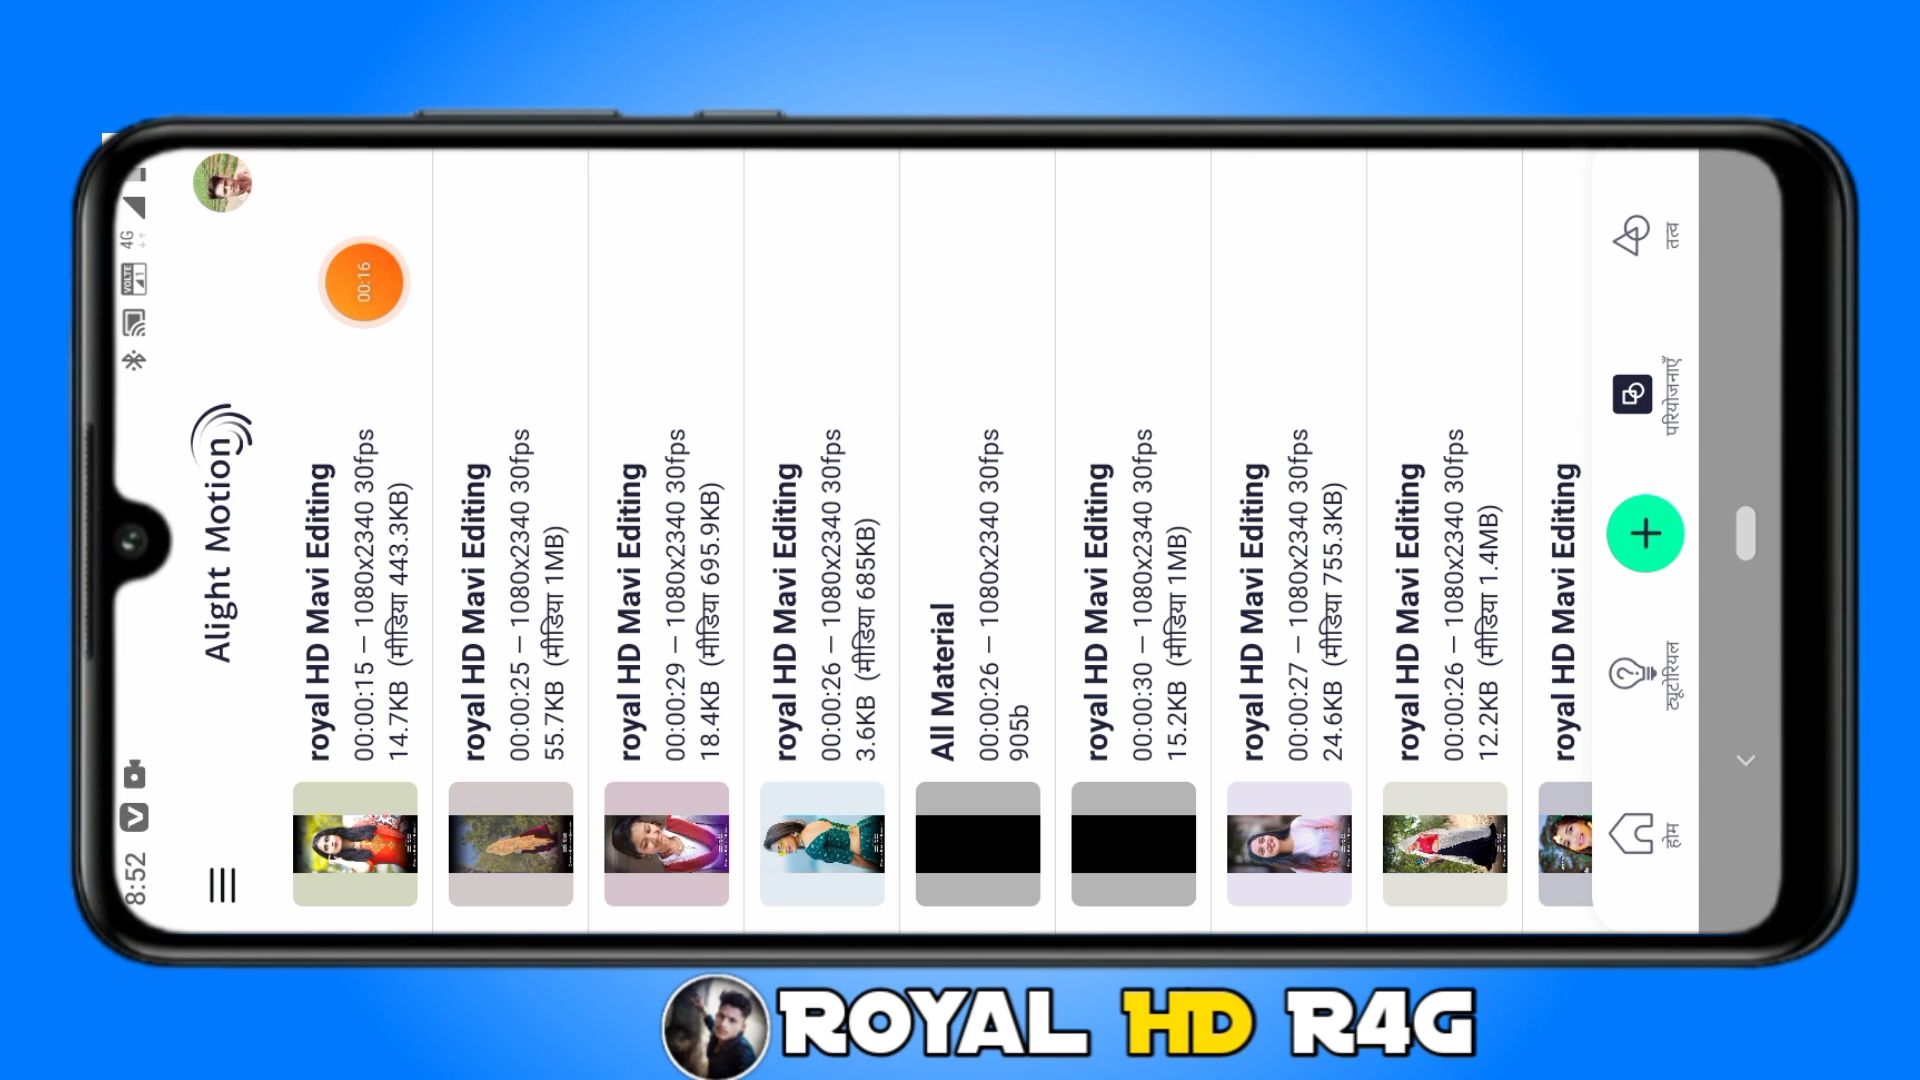 8:52
4G
VoLTE
1
Alight Motion
00:16
royal HD Mavi Editing
00:00:15 – 1080x2340 30fps
14.7KB (मीडिया 443.3KB)
royal HD Mavi Editing
00:00:25 – 1080x2340 30fps
55.7KB (मीडिया 1MB)
royal HD Mavi Editing
00:00:29 – 1080x2340 30fps
18.4KB (मीडिया 695.9KB)
royal HD Mavi Editing
00:00:26 – 1080x2340 30fps
3.6KB (मीडिया 685KB)
All Material
00:00:26 – 1080x2340 30fps
905b
royal HD Mavi Editing
00:00:30 – 1080x2340 30fps
15.2KB (मीडिया 1MB)
royal HD Mavi Editing
00:00:27 – 1080x2340 30fps
24.6KB (मीडिया 755.3KB)
royal HD Mavi Editing
00:00:26 – 1080x2340 30fps
12.2KB (मीडिया 1.4MB)
royal HD Mavi Editing
होम ट्यूटोरियल परियोजनाएँ तत्व
ROYAL HD R4G